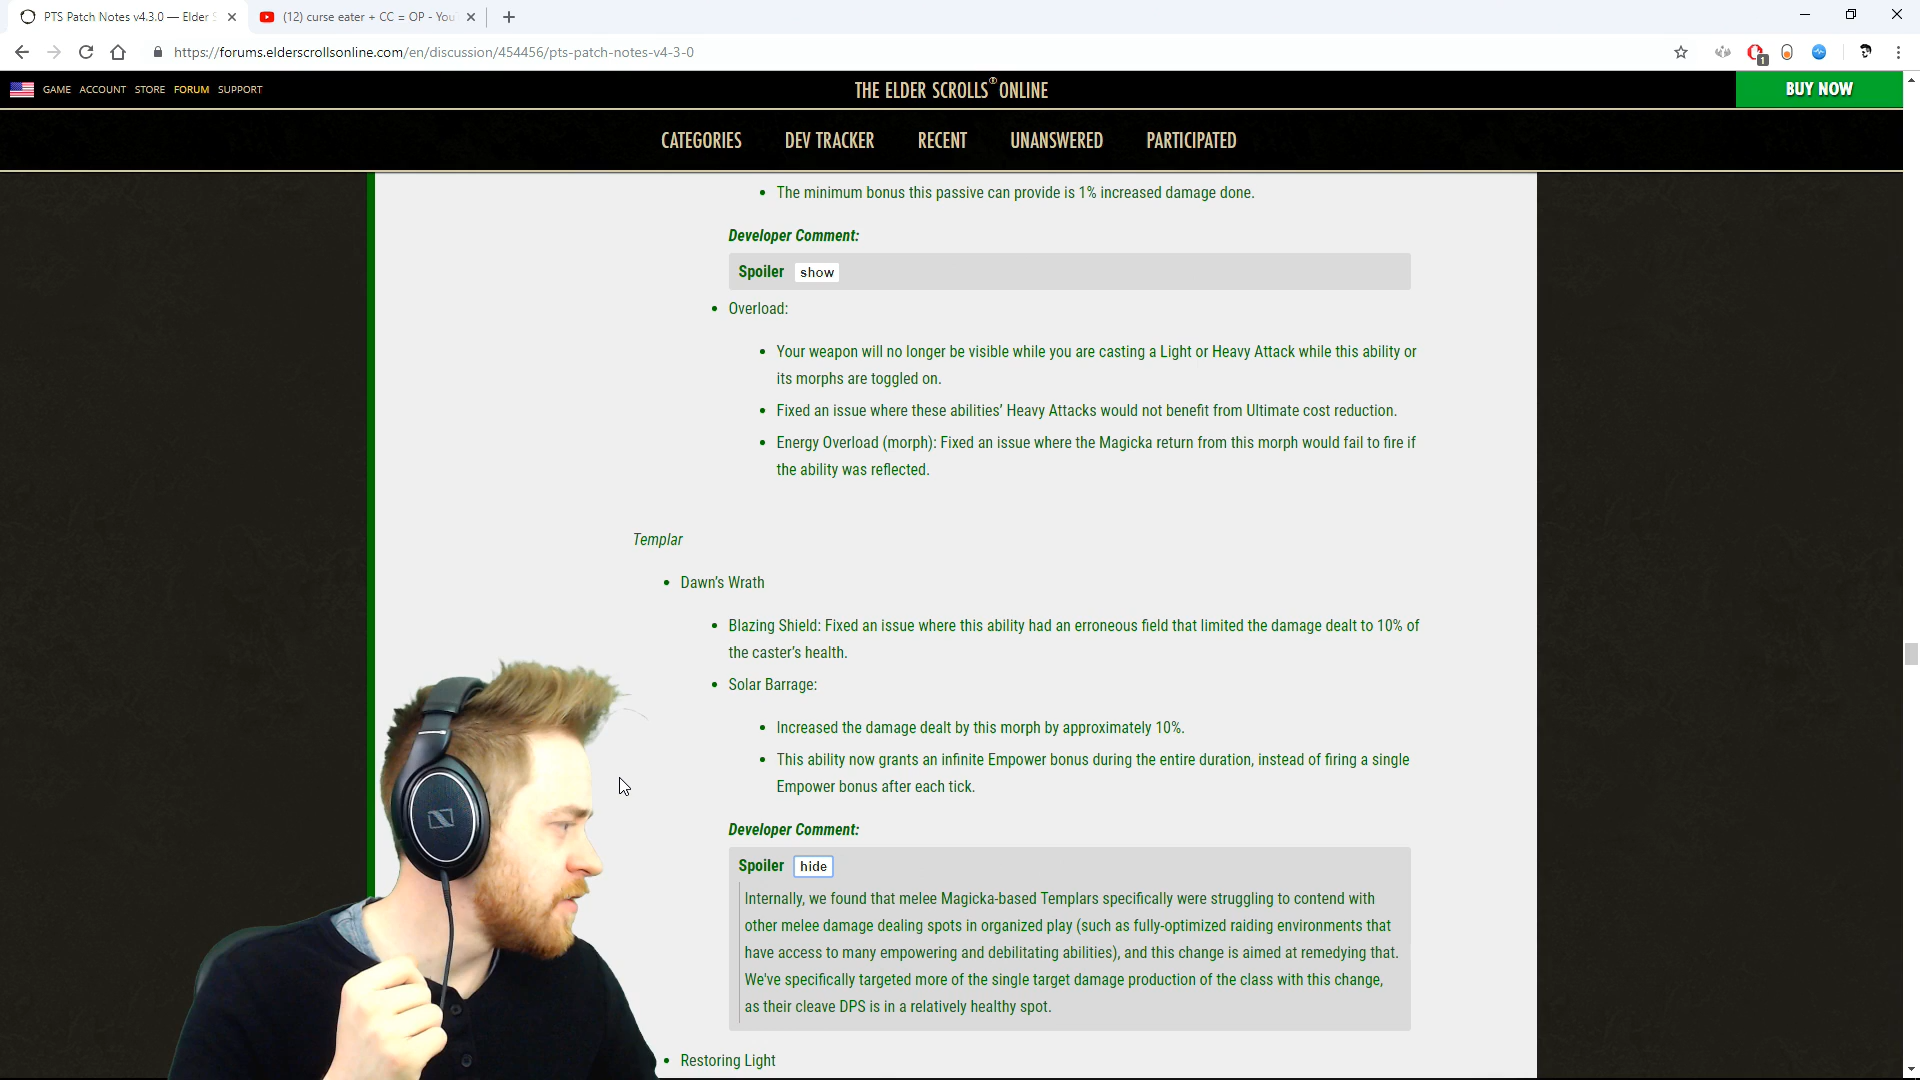 PTS Patch Notes v4.3.0 — Elder S
(12) curse eater + CC = OP - You
https://forums.elderscrollsonline.com/en/discussion/454456/pts-patch-notes-v4-3-0
1
GAME ACCOUNT STORE FORUM SUPPORT
THE ELDER SCROLLS ONLINE
BUY NOW
CATEGORIES DEV TRACKER RECENT UNANSWERED PARTICIPATED
The minimum bonus this passive can provide is 1% increased damage done.
Developer Comment:
Spoiler show
Overload:
Your weapon will no longer be visible while you are casting a Light or Heavy Attack while this ability or
its morphs are toggled on.
Fixed an issue where these abilities' Heavy Attacks would not benefit from Ultimate cost reduction.
Energy Overload (morph): Fixed an issue where the Magicka return from this morph would fail to fire if
the ability was reflected.
Templar
Dawn's Wrath
Blazing Shield: Fixed an issue where this ability had an erroneous field that limited the damage dealt to 10% of
the caster's health.
Solar Barrage:
Increased the damage dealt by this morph by approximately 10%.
This ability now grants an infinite Empower bonus during the entire duration, instead of firing a single
Empower bonus after each tick.
Developer Comment:
Spoiler hide
Internally, we found that melee Magicka-based Templars specifically were struggling to contend with
other melee damage dealing spots in organized play (such as fully-optimized raiding environments that
have access to many empowering and debilitating abilities), and this change is aimed at remedying that.
We've specifically targeted more of the single target damage production of the class with this change,
as their cleave DPS is in a relatively healthy spot.
Restoring Light